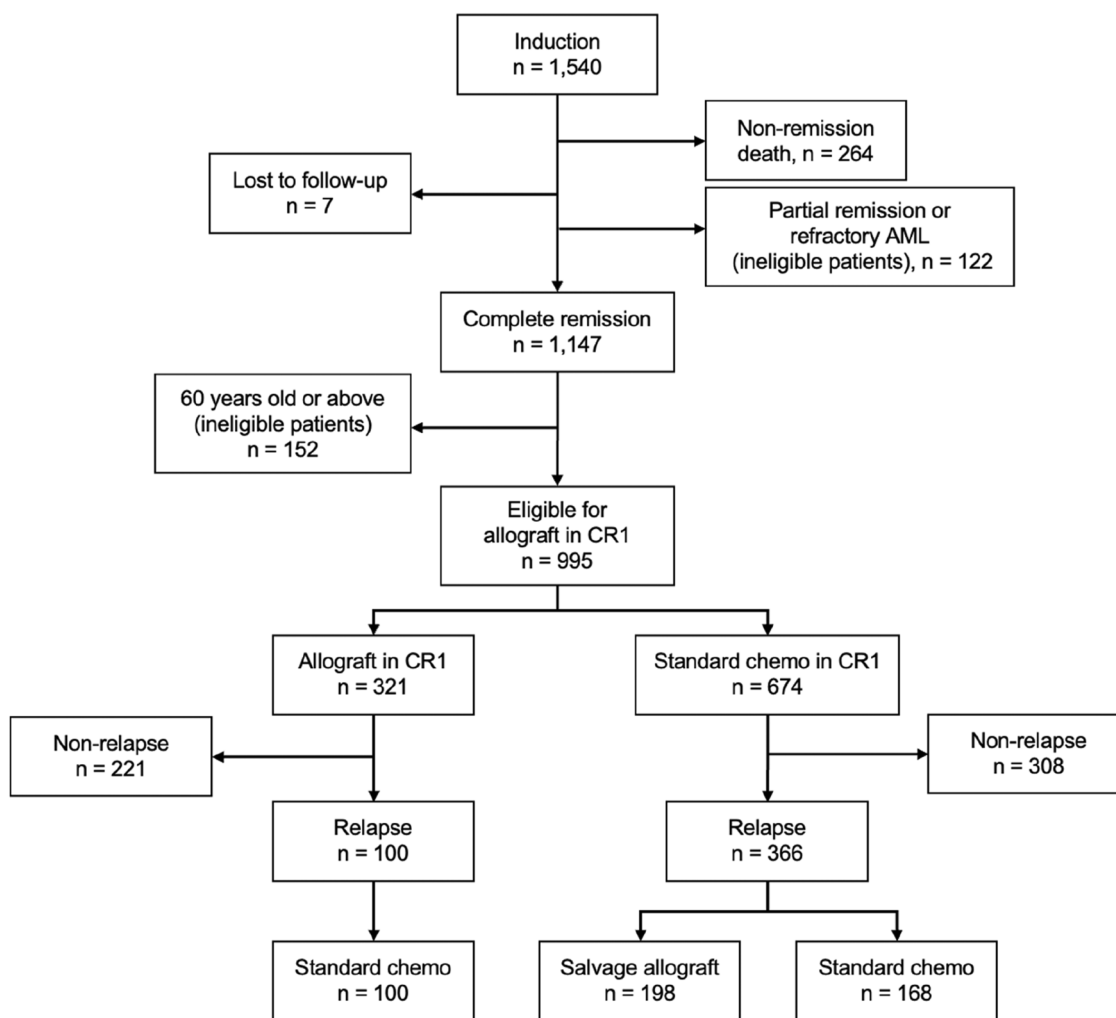 Induction
n = 1,540
Non-remission
death, n = 264
Lost to follow-up
n = 7
Partial remission or
refractory AML
(ineligible patients), n = 122
Complete remission
n = 1,147
60 years old or above
(ineligible patients)
n = 152
Eligible for
allograft in CR1
n = 995
Allograft in CR1
n = 321
Standard chemo in CR1
n = 674
Non-relapse
n = 221
Non-relapse
n = 308
Relapse
n = 100
Relapse
n = 366
Standard chemo
n = 100
Salvage allograft
n = 198
Standard chemo
n = 168